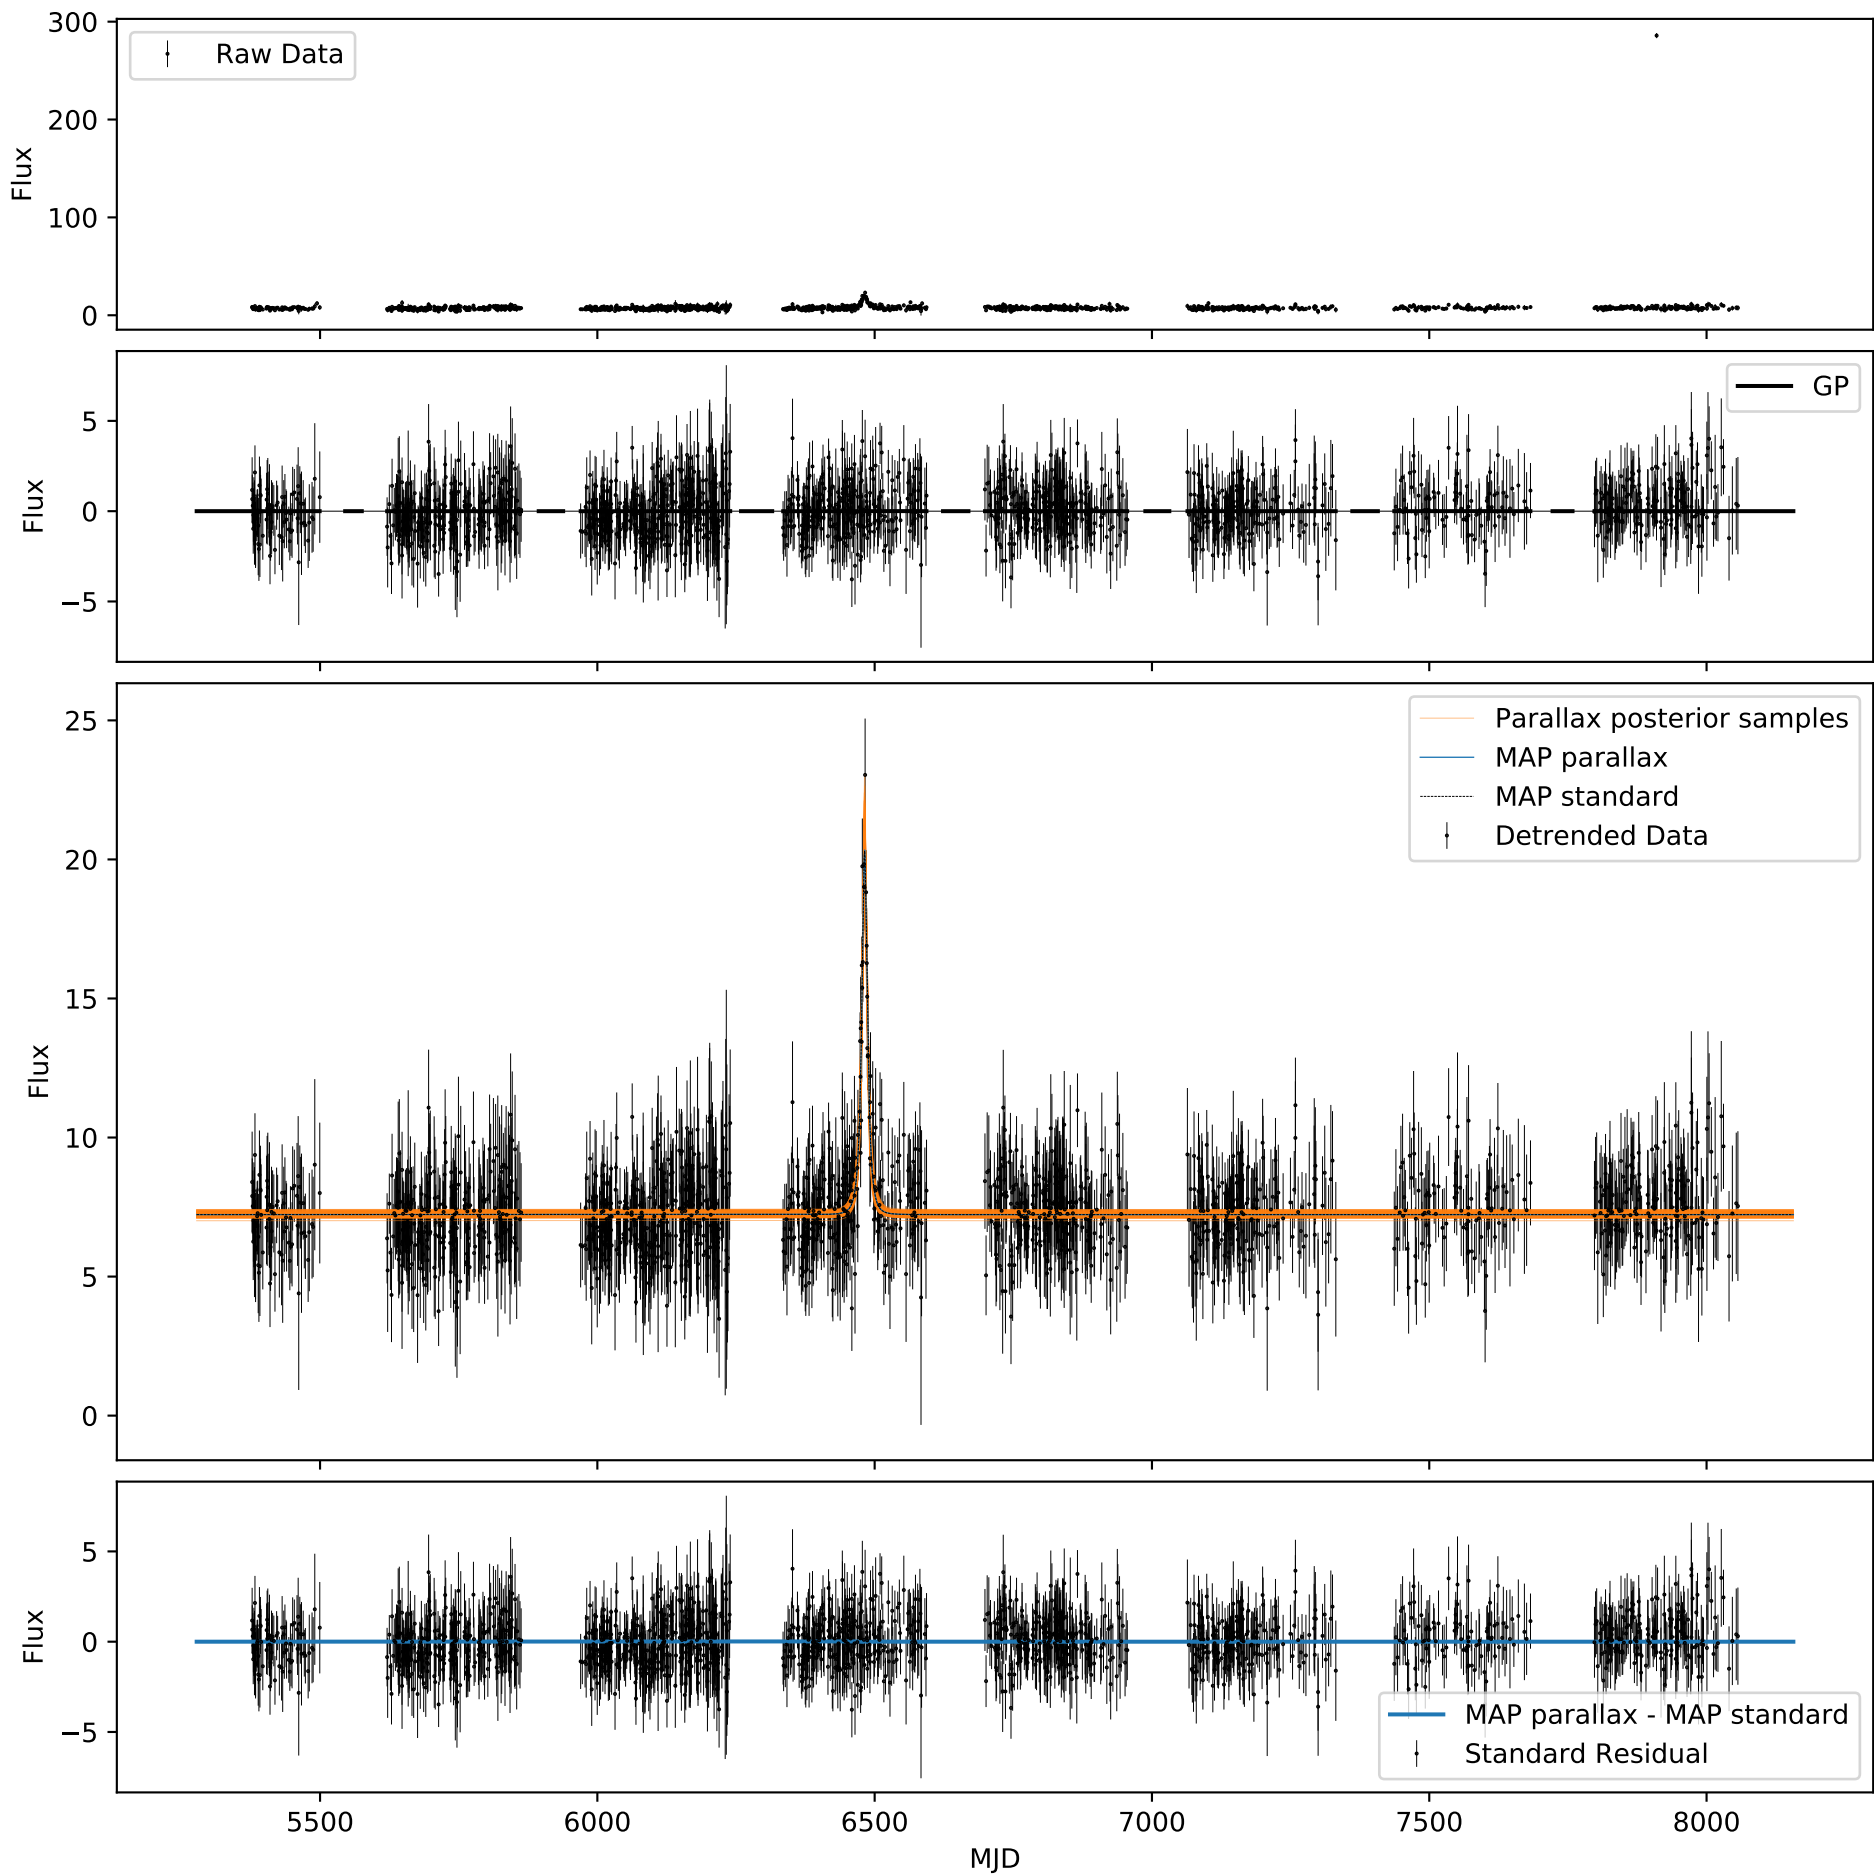 300
200
100
0
Flux
Raw Data
5
0
−5
Flux
GP
25
20
15
10
5
0
Flux
Parallax posterior samples
MAP parallax
MAP standard
Detrended Data
5
0
−5
Flux
MAP parallax - MAP standard
Standard Residual
5500 6000 6500 7000 7500 8000
MJD